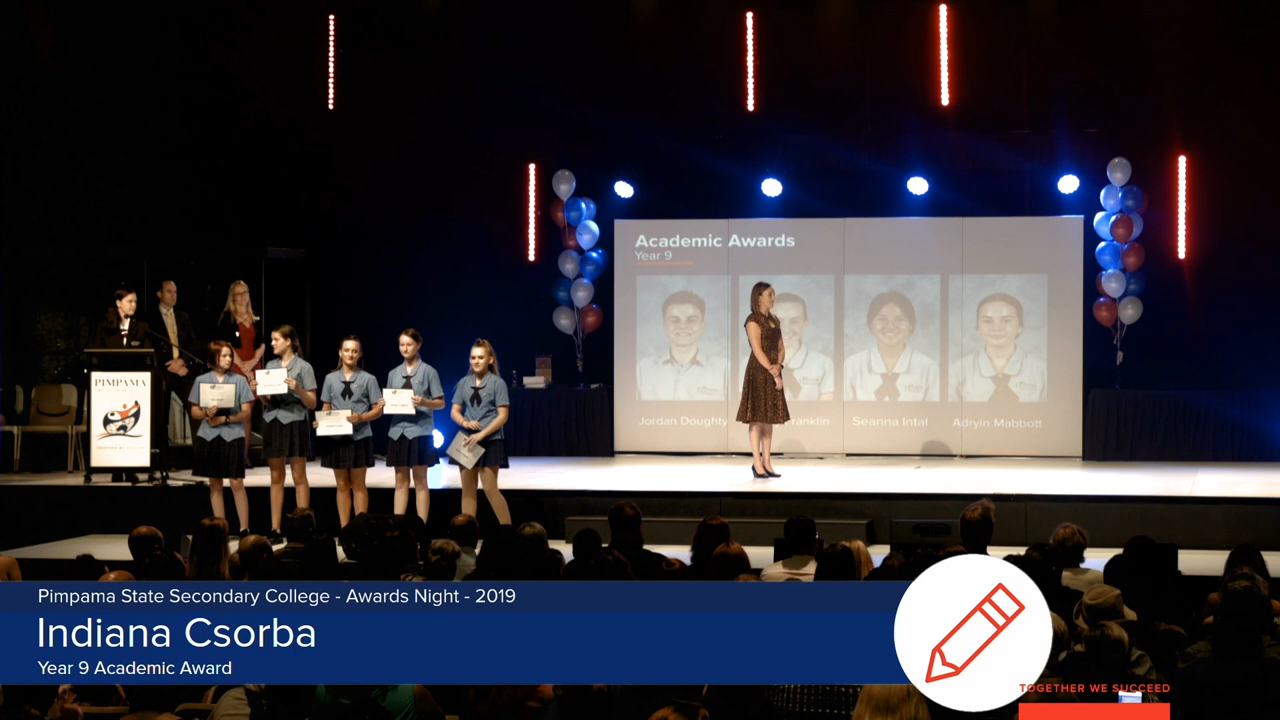 Academic Awards
Year 9
Jordan Doughty
Franklin
Seanna Intal
Adryin Mabbott
PIMPAMA
Pimpama State Secondary College - Awards Night - 2019
Indiana Csorba
Year 9 Academic Award
TOGETHER WE SUCCEED